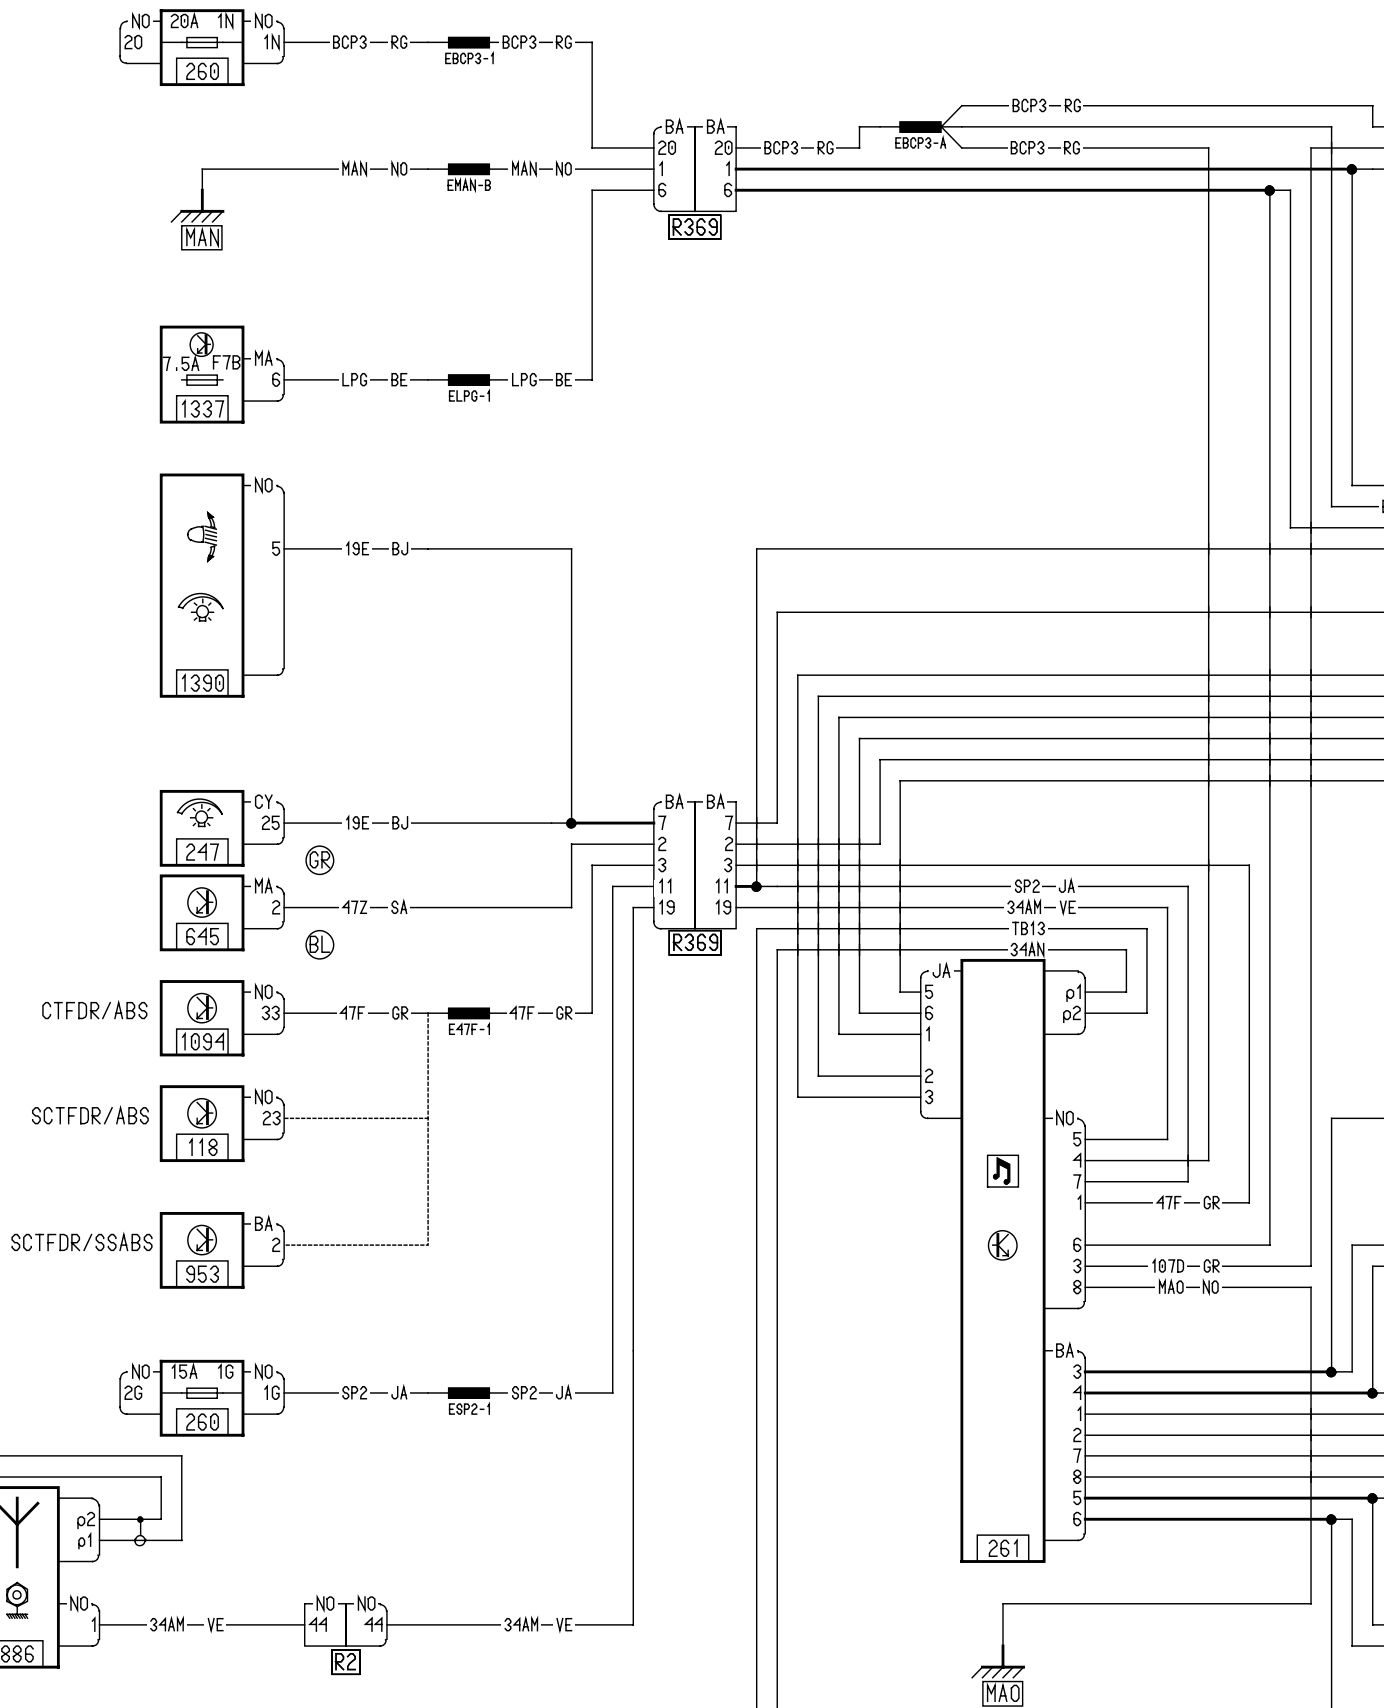 NO 20A 1N NO
20 1N BCP3 RG BCP3 RG
EBCP3-1
260
BCP3 RG
BA BA
20 20 BCP3 RG
EBCP3-A
BCP3 RG
MAN NO MAN NO 1 1
EMAN-B
6 6
R369
MAN
7.5A F7B MA
6 LPG BE LPG BE
ELPG-1
1337
NO
5 19E BJ
1390
CY
25 19E BJ
247
GR
BA BA
7 7
2 2
3 3
11 11 SP2 JA
19 19 34AM VE
R369
TB13
34AN
MA
2 47Z SA
645
BL
CTFDR/ABS
NO
33 47F GR 47F GR
E47F-1
1094
SCTFDR/ABS
NO
23
118
SCTFDR/SSABS
BA
2
953
JA
5
6
1
2
3
p1
p2
NO
5
4
7
1 47F GR
6
3 107D GR
8 MAO NO
BA
3
4
1
2
7
8
5
6
261
NO 15A 1G NO
2G 1G SP2 JA SP2 JA
ESP2-1
260
p2
p1
NO
1 34AM VE
886
NO NO
44 44 34AM VE
R2
MAO